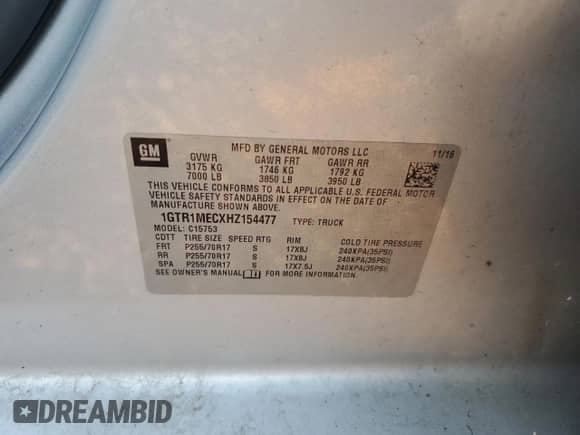 GM
MFD BY GENERAL MOTORS LLC 11/16
GVWR GAWR FRT GAWR RR
3175 KG 1746 KG 1792 KG
7000 LB 3850 LB 3950 LB
THIS VEHICLE CONFORMS TO ALL APPLICABLE U.S. FEDERAL MOTOR
VEHICLE SAFETY STANDARDS IN EFFECT ON THE DATE OF
MANUFACTURE SHOWN ABOVE.
1GTR1MECXHZ154477 TYPE: TRUCK
MODEL: C15753
CDTT TIRE SIZE SPEED RTG RIM COLD TIRE PRESSURE
FRT P255/70R17 S 17X8J 240KPA(35PSI)
RR P255/70R17 S 17X8J 240KPA(35PSI)
SPA P255/70R17 S 17X7.5J 240KPA(35PSI)
SEE OWNER'S MANUAL FOR MORE INFORMATION.
DREAMBID